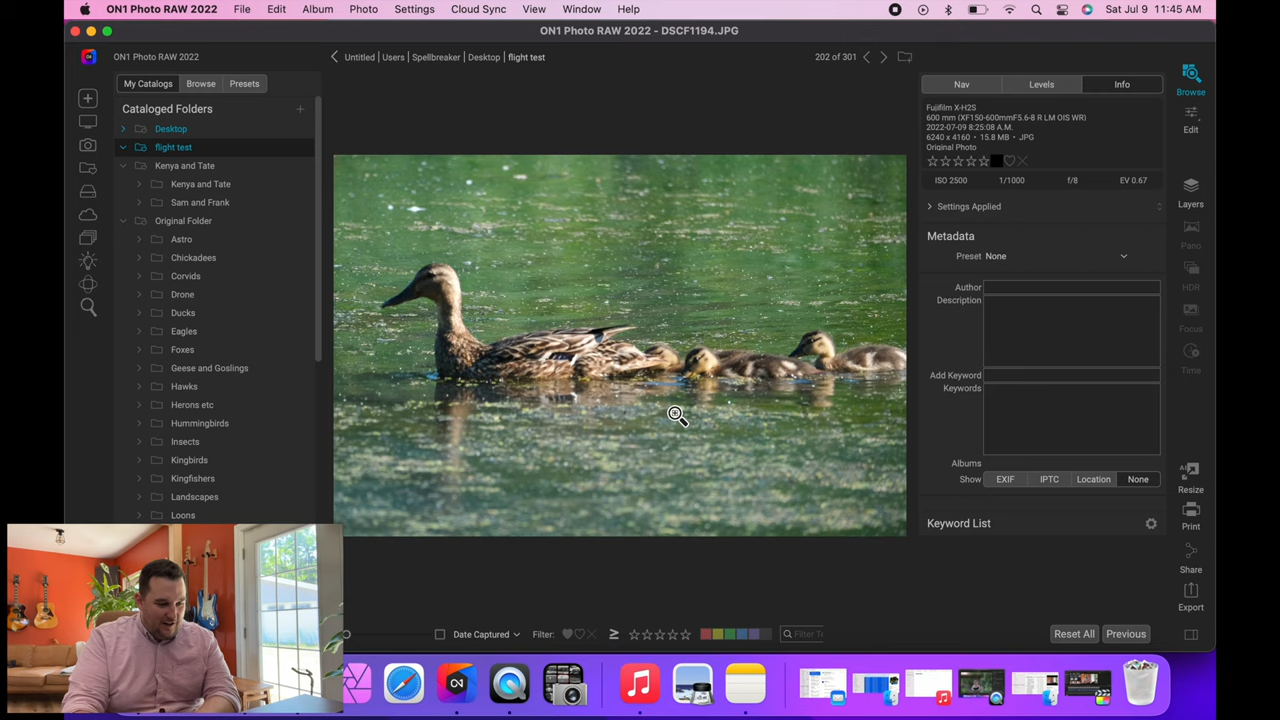 ON1 Photo RAW 2022 File Edit Album Photo Settings Cloud Sync View Window Help Sat Jul 9 11:45 AM
ON1 Photo RAW 2022 - DSCF1194.JPG
ON1 Photo RAW 2022
Untitled Users Spellbreaker Desktop flight test 202 of 301
My Catalogs Browse Presets
Nav Levels Info
Browse
Cataloged Folders
Fujifilm X-H2S
600 mm (XF150-600mmF5.6-8 R LM OIS WR)
2022-07-09 8:25:08 A.M.
6240 x 4160 • 15.8 MB • JPG
Original Photo
Edit
Desktop
flight test
Kenya and Tate
Kenya and Tate
Sam and Frank
Original Folder
Astro
Chickadees
Corvids
Drone
Ducks
Eagles
Foxes
Geese and Goslings
Hawks
Herons etc
Hummingbirds
Insects
Kingbirds
Kingfishers
Landscapes
Loons
ISO 2500 1/1000 f/8 EV 0.67
Settings Applied
Metadata
Preset None
Author
Description
Add Keyword
Keywords
Albums
Show EXIF IPTC Location None
Keyword List
Layers
Pano
HDR
Focus
Time
AI
Resize
Print
Share
Export
Date Captured Filter: Filter Te
Reset All Previous